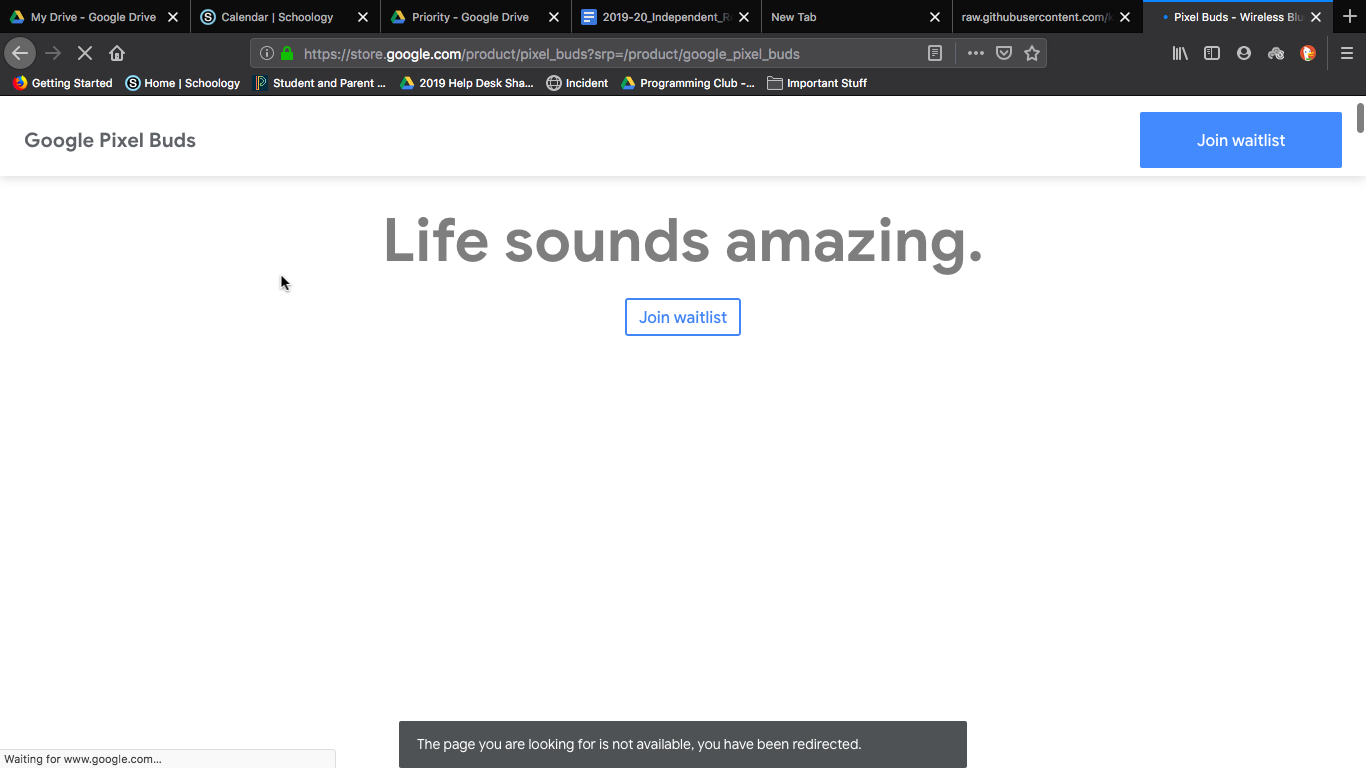 My Drive - Google Drive
Calendar | Schoology
Priority - Google Drive
2019-20_Independent_R
New Tab
raw.githubusercontent.com/
Pixel Buds - Wireless Blu
https://store.google.com/product/pixel_buds?srp=/product/google_pixel_buds
Getting Started
Home | Schoology
Student and Parent ...
2019 Help Desk Sha...
Incident
Programming Club -...
Important Stuff
Google Pixel Buds
Join waitlist
Life sounds amazing.
Join waitlist
The page you are looking for is not available, you have been redirected.
Waiting for www.google.com...